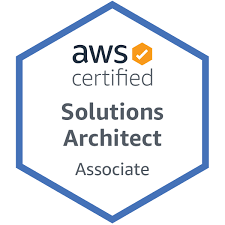 aws
certified
Solutions
Architect
Associate